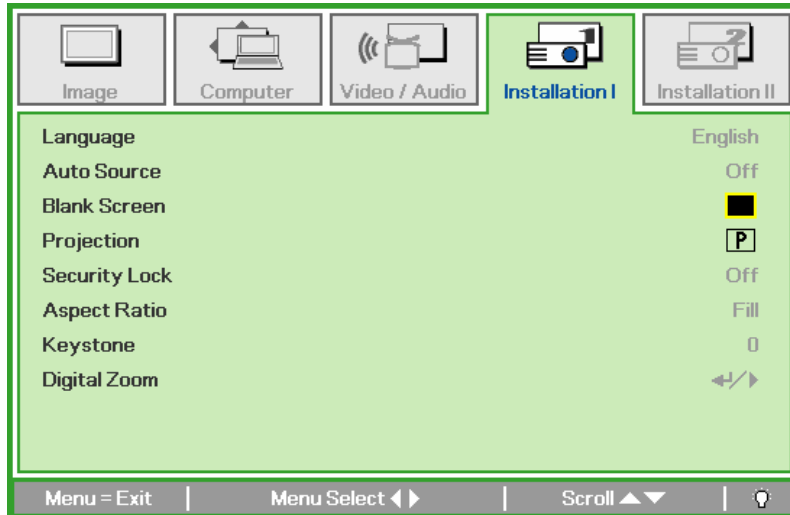 Image
Computer
Video / Audio
Installation I
Installation II
Language English
Auto Source Off
Blank Screen
Projection P
Security Lock Off
Aspect Ratio Fill
Keystone 0
Digital Zoom /
Menu = Exit | Menu Select | Scroll |